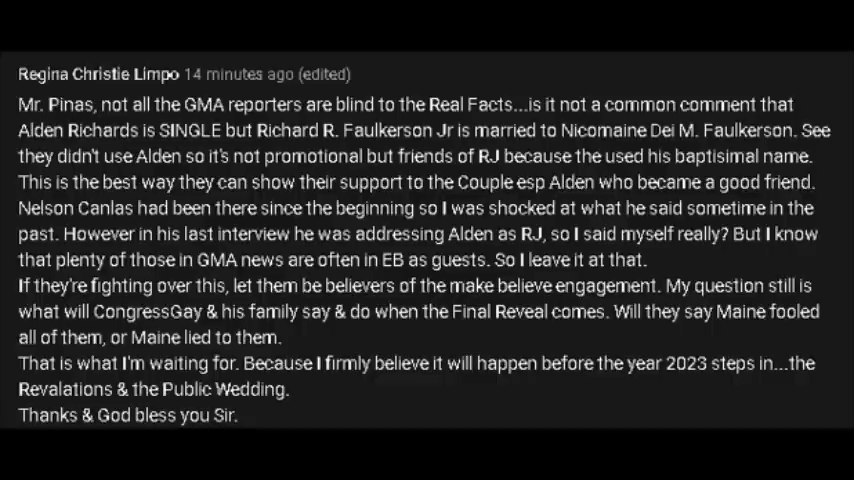 Regina Christie Limpo 14 minutes ago (edited)
Mr. Pinas, not all the GMA reporters are blind to the Real Facts...is it not a common comment that
Alden Richards is SINGLE but Richard R. Faulkerson Jr is married to Nicomaine Dei M. Faulkerson. See
they didn't use Alden so it's not promotional but friends of RJ because the used his baptisimal name.
This is the best way they can show their support to the Couple esp Alden who became a good friend.
Nelson Canlas had been there since the beginning so I was shocked at what he said sometime in the
past. However in his last interview he was addressing Alden as RJ, so I said myself really? But I know
that plenty of those in GMA news are often in EB as guests. So I leave it at that.
If they're fighting over this, let them be believers of the make believe engagement. My question still is
what will CongressGay & his family say & do when the Final Reveal comes. Will they say Maine fooled
all of them, or Maine lied to them.
That is what I'm waiting for. Because I firmly believe it will happen before the year 2023 steps in...the
Revalations & the Public Wedding.
Thanks & God bless you Sir.